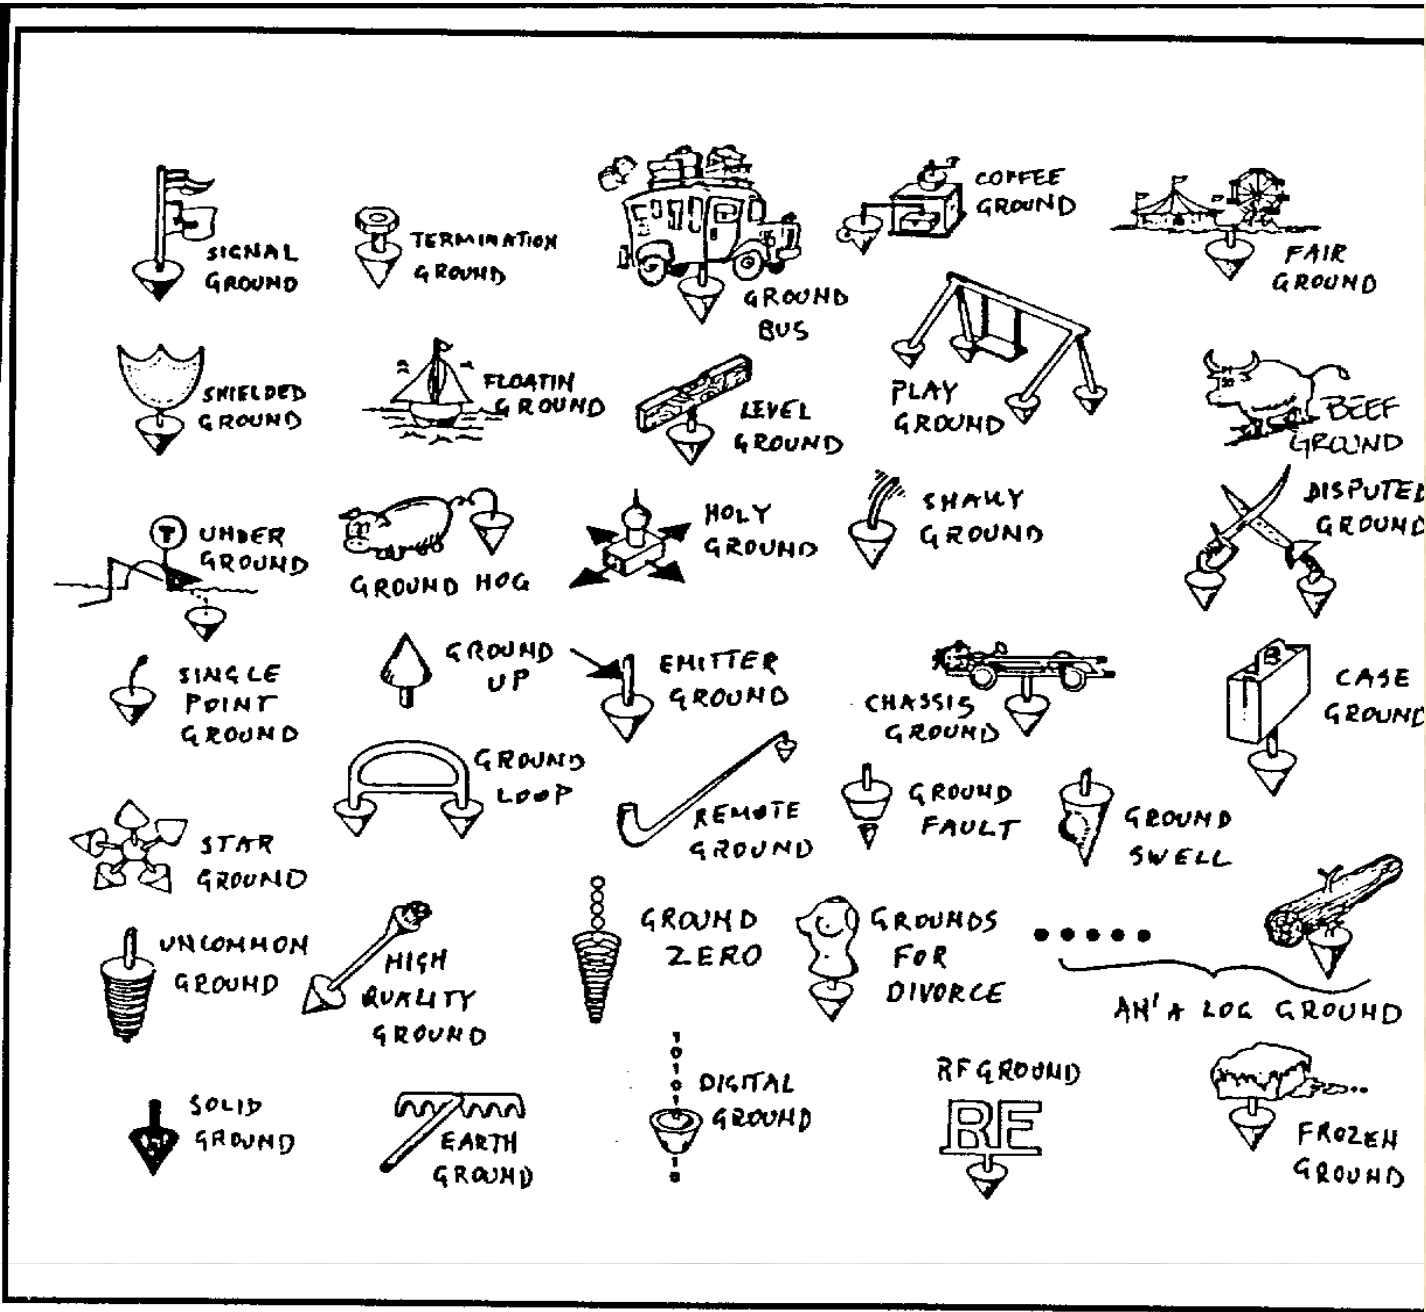 SIGNAL
GROUND
TERMINATION
GROUND
GROUND
BUS
COFFEE
GROUND
FAIR
GROUND
SHIELDED
GROUND
FLOATIN
GROUND
LEVEL
GROUND
PLAY
GROUND
BEEF
GROUND
T
UNDER
GROUND
GROUND HOG
HOLY
GROUND
SHAKY
GROUND
DISPUTED
GROUND
SINGLE
POINT
GROUND
GROUND
UP
EMITTER
GROUND
CHASSIS
GROUND
CASE
GROUND
GROUND
LOOP
REMOTE
GROUND
GROUND
FAULT
GROUND
SWELL
STAR
GROUND
UNCOMMON
GROUND
HIGH
QUALITY
GROUND
GROUND
ZERO
GROUNDS
FOR
DIVORCE
AN' A LOG GROUND
SOLID
GROUND
EARTH
GROUND
DIGITAL
GROUND
RF GROUND
RF
FROZEN
GROUND